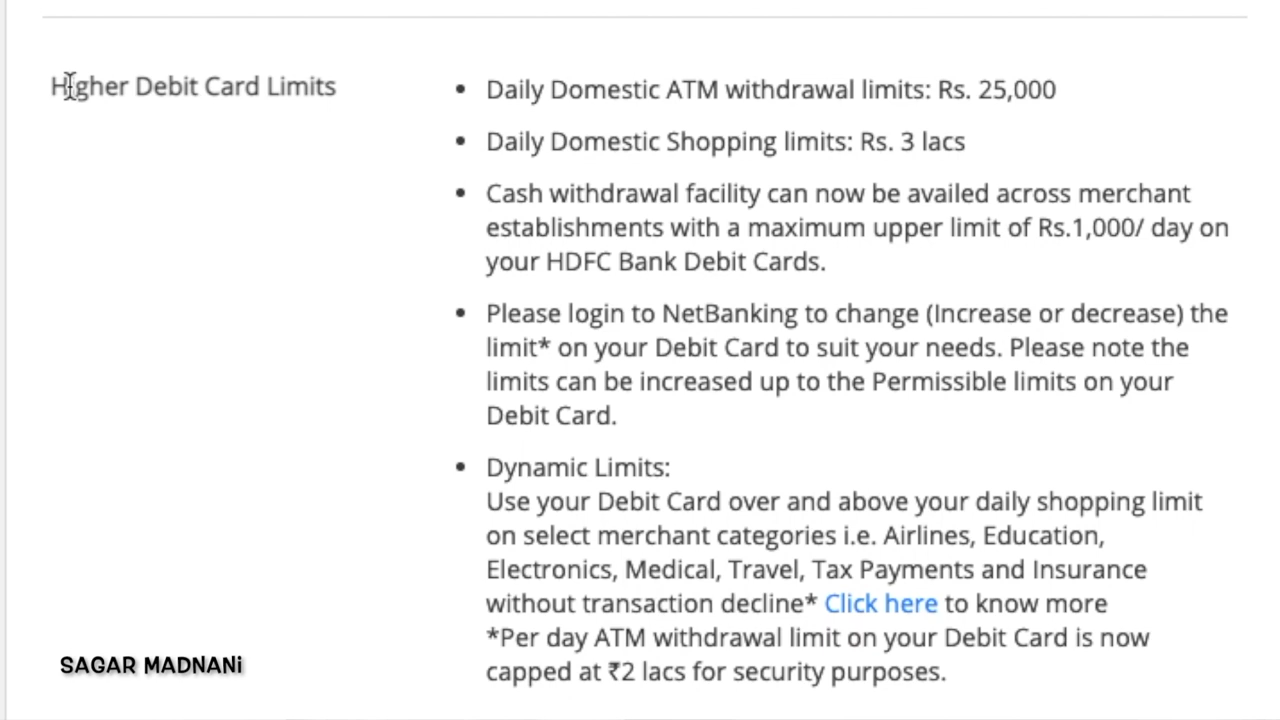 Higher Debit Card Limits
• Daily Domestic ATM withdrawal limits: Rs. 25,000
• Daily Domestic Shopping limits: Rs. 3 lacs
• Cash withdrawal facility can now be availed across merchant
establishments with a maximum upper limit of Rs.1,000/ day on
your HDFC Bank Debit Cards.
• Please login to NetBanking to change (Increase or decrease) the
limit* on your Debit Card to suit your needs. Please note the
limits can be increased up to the Permissible limits on your
Debit Card.
• Dynamic Limits:
Use your Debit Card over and above your daily shopping limit
on select merchant categories i.e. Airlines, Education,
Electronics, Medical, Travel, Tax Payments and Insurance
without transaction decline* Click here to know more
*Per day ATM withdrawal limit on your Debit Card is now
capped at ₹2 lacs for security purposes.
SAGAR MADNANi